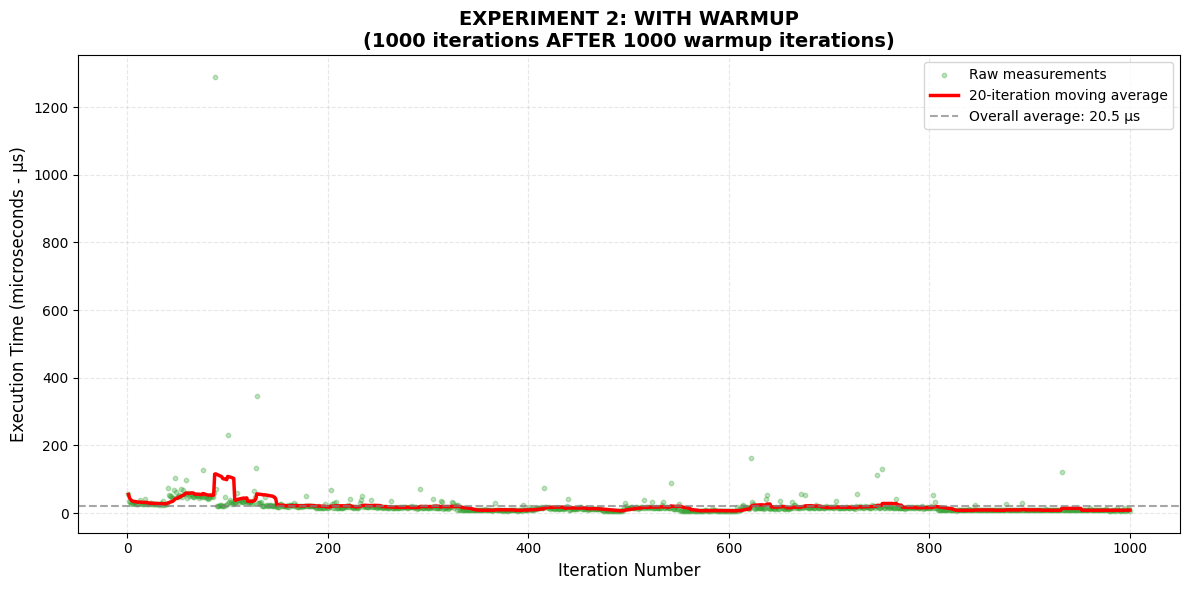 EXPERIMENT 2: WITH WARMUP
(1000 iterations AFTER 1000 warmup iterations)
Raw measurements
20-iteration moving average
Overall average: 20.5 μs
Execution Time (microseconds - μs)
1200
1000
800
600
400
200
0
0 200 400 600 800 1000
Iteration Number